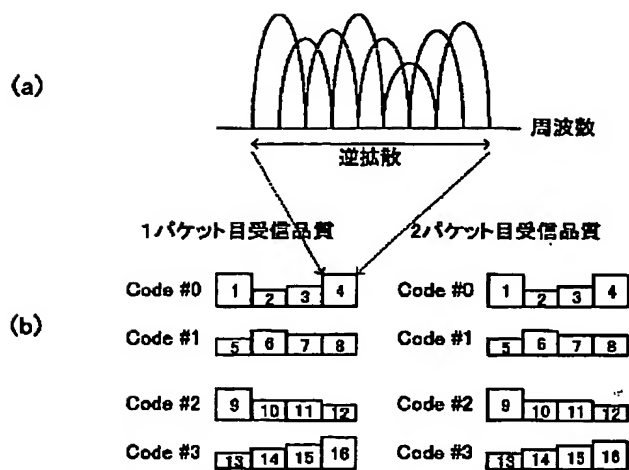 (a)
周波数
逆拡散
1パケット目受信品質 2パケット目受信品質
(b)
Code #0 1 2 3 4 Code #0 1 2 3 4
Code #1 5 6 7 8 Code #1 5 6 7 8
Code #2 9 10 11 12 Code #2 9 10 11 12
Code #3 13 14 15 16 Code #3 13 14 15 16